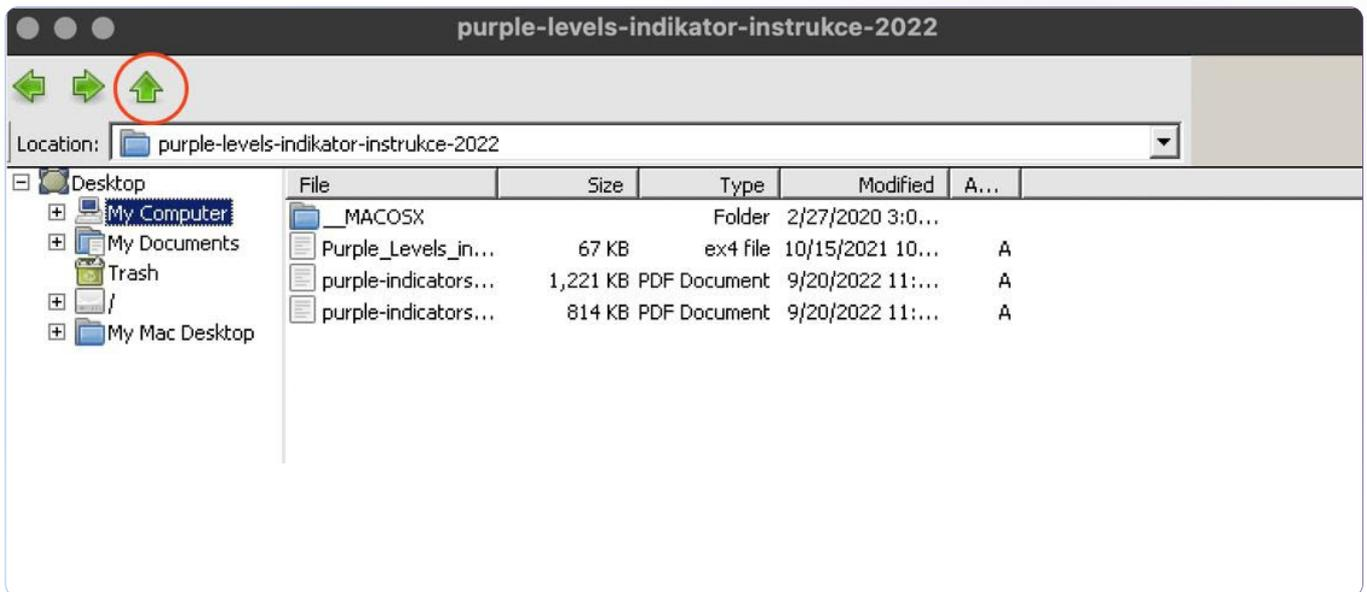 purple-levels-indikator-instrukce-2022
Location: purple-levels-indikator-instrukce-2022
Desktop
My Computer
My Documents
Trash
/
My Mac Desktop
File Size Type Modified A...
__MACOSX Folder 2/27/2020 3:0...
Purple_Levels_in... 67 KB ex4 file 10/15/2021 10... A
purple-indicators... 1,221 KB PDF Document 9/20/2022 11:... A
purple-indicators... 814 KB PDF Document 9/20/2022 11:... A